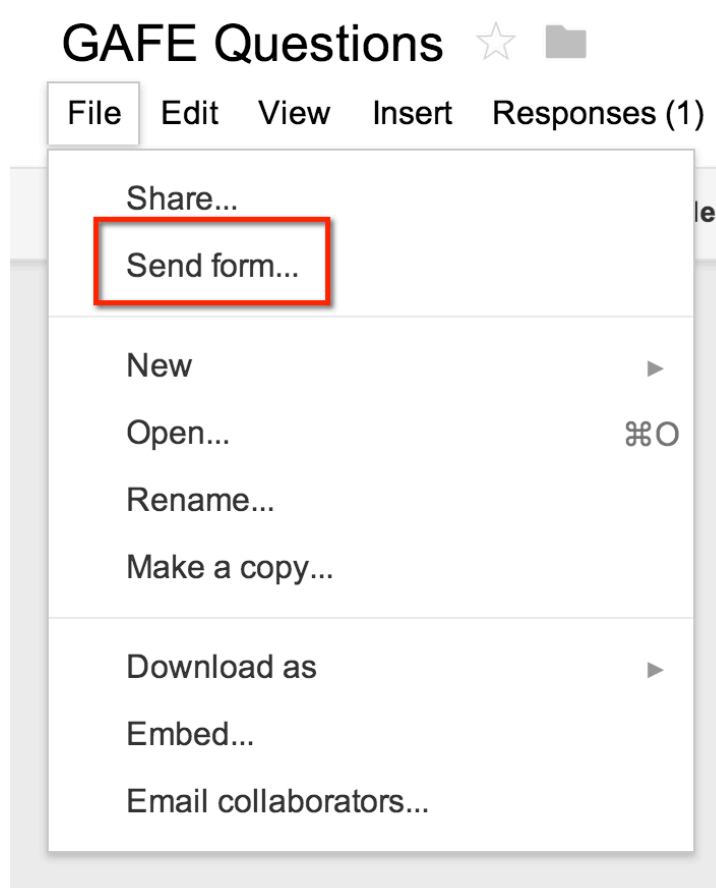 GAFE Questions
File Edit View Insert Responses (1)
Share...
Send form...
New
Open... ⌘O
Rename...
Make a copy...
Download as
Embed...
Email collaborators...